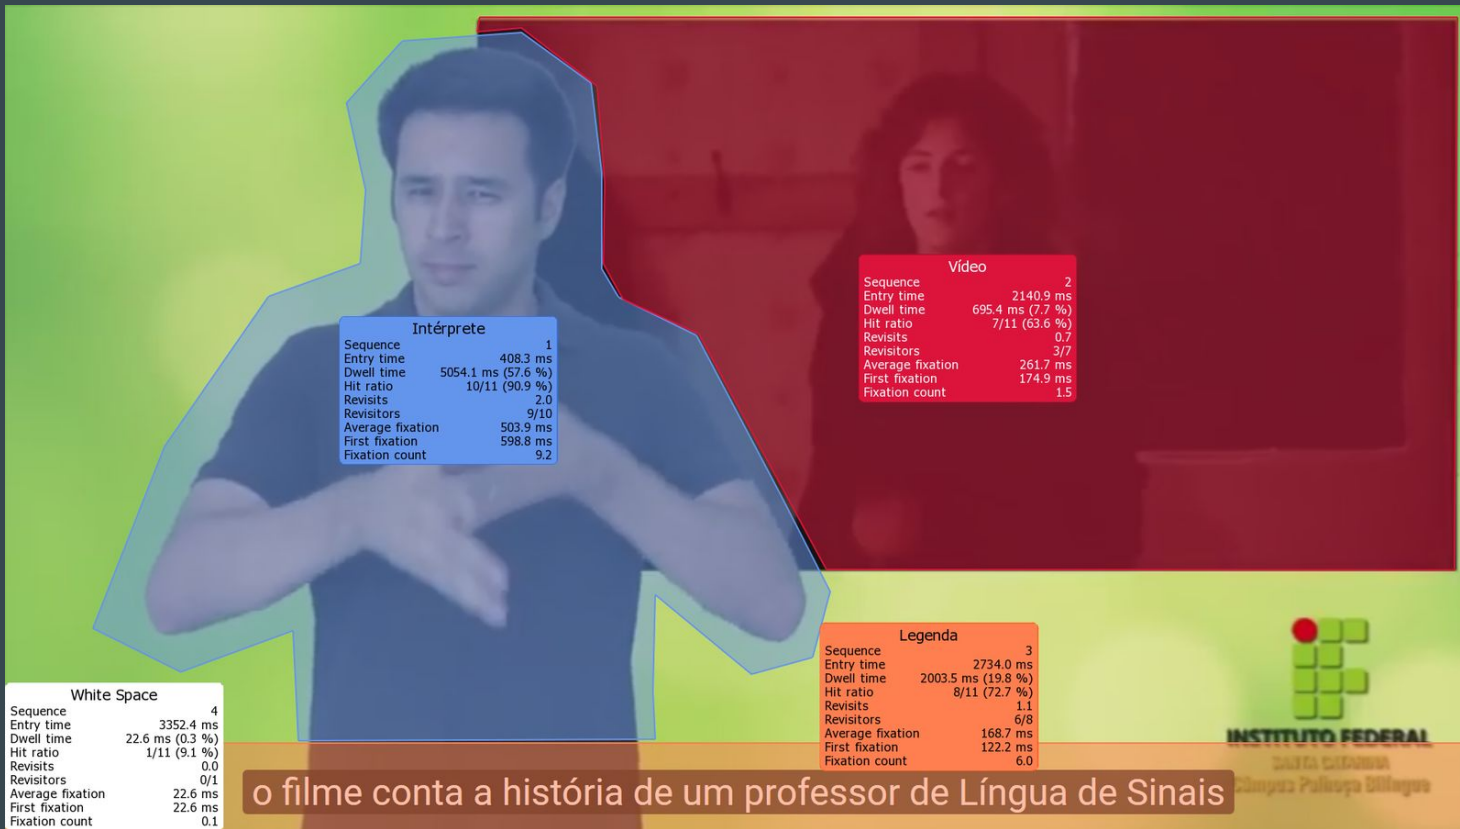 Vídeo
Sequence 2
Entry time 2140.9 ms
Dwell time 695.4 ms (7.7 %)
Hit ratio 7/11 (63.6 %)
Revisits 0.7
Revisitors 3/7
Average fixation 261.7 ms
First fixation 174.9 ms
Fixation count 1.5
Intérprete
Sequence 1
Entry time 408.3 ms
Dwell time 5054.1 ms (57.6 %)
Hit ratio 10/11 (90.9 %)
Revisits 2.0
Revisitors 9/10
Average fixation 503.9 ms
First fixation 598.8 ms
Fixation count 9.2
Legenda
Sequence 3
Entry time 2734.0 ms
Dwell time 2003.5 ms (19.8 %)
Hit ratio 8/11 (72.7 %)
Revisits 1.1
Revisitors 6/8
Average fixation 168.7 ms
First fixation 122.2 ms
Fixation count 6.0
White Space
Sequence 4
Entry time 3352.4 ms
Dwell time 22.6 ms (0.3 %)
Hit ratio 1/11 (9.1 %)
Revisits 0.0
Revisitors 0/1
Average fixation 22.6 ms
First fixation 22.6 ms
Fixation count 0.1
INSTITUTO FEDERAL
SANTA CATARINA
Câmpus Palhoça Bilíngue
o filme conta a história de um professor de Língua de Sinais